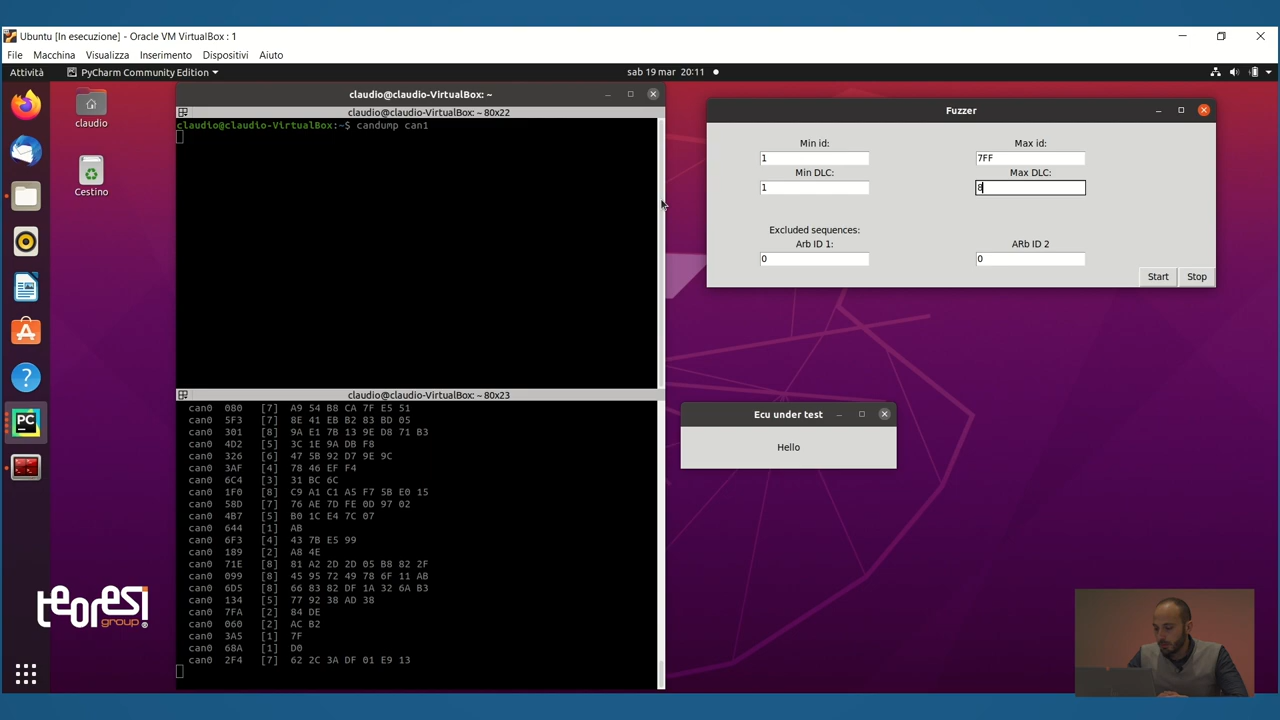 Ubuntu [In esecuzione] - Oracle VM VirtualBox : 1
File Macchina Visualizza Inserimento Dispositivi Aiuto
Attività PyCharm Community Edition sab 19 mar 20:11
claudio
Cestino
claudio@claudio-VirtualBox: ~
claudio@claudio-VirtualBox: ~ 80x22
claudio@claudio-VirtualBox:~$ candump can1
claudio@claudio-VirtualBox: ~ 80x23
can0 080 [7] A9 54 B8 CA 7F E5 51
can0 5F3 [7] 8E 41 EB B2 83 BD 05
can0 301 [8] 9A E1 7B 13 9E D8 71 B3
can0 4D2 [5] 3C 1E 9A DB F8
can0 326 [6] 47 5B 92 D7 9E 9C
can0 3AF [4] 78 46 EF F4
can0 6C4 [3] 31 BC 6C
can0 1F0 [8] C9 A1 C1 A5 F7 5B E0 15
can0 58D [7] 76 AE 7D FE 0D 97 02
can0 4B7 [5] B0 1C E4 7C 07
can0 644 [1] AB
can0 6F3 [4] 43 7B E5 99
can0 189 [2] A8 4E
can0 71E [8] 81 A2 2D 2D 05 B8 82 2F
can0 099 [8] 45 95 72 49 78 6F 11 AB
can0 6D5 [8] 66 83 82 DF 1A 32 6A B3
can0 134 [5] 77 92 38 AD 38
can0 7FA [2] 84 DE
can0 060 [2] AC B2
can0 3A5 [1] 7F
can0 68A [1] D0
can0 2F4 [7] 62 2C 3A DF 01 E9 13
Fuzzer
Min id: Max id:
1 7FF
Min DLC: Max DLC:
1 8
Excluded sequences:
Arb ID 1: ARb ID 2
0 0
Start Stop
Ecu under test
Hello
PC
teoresi
group®